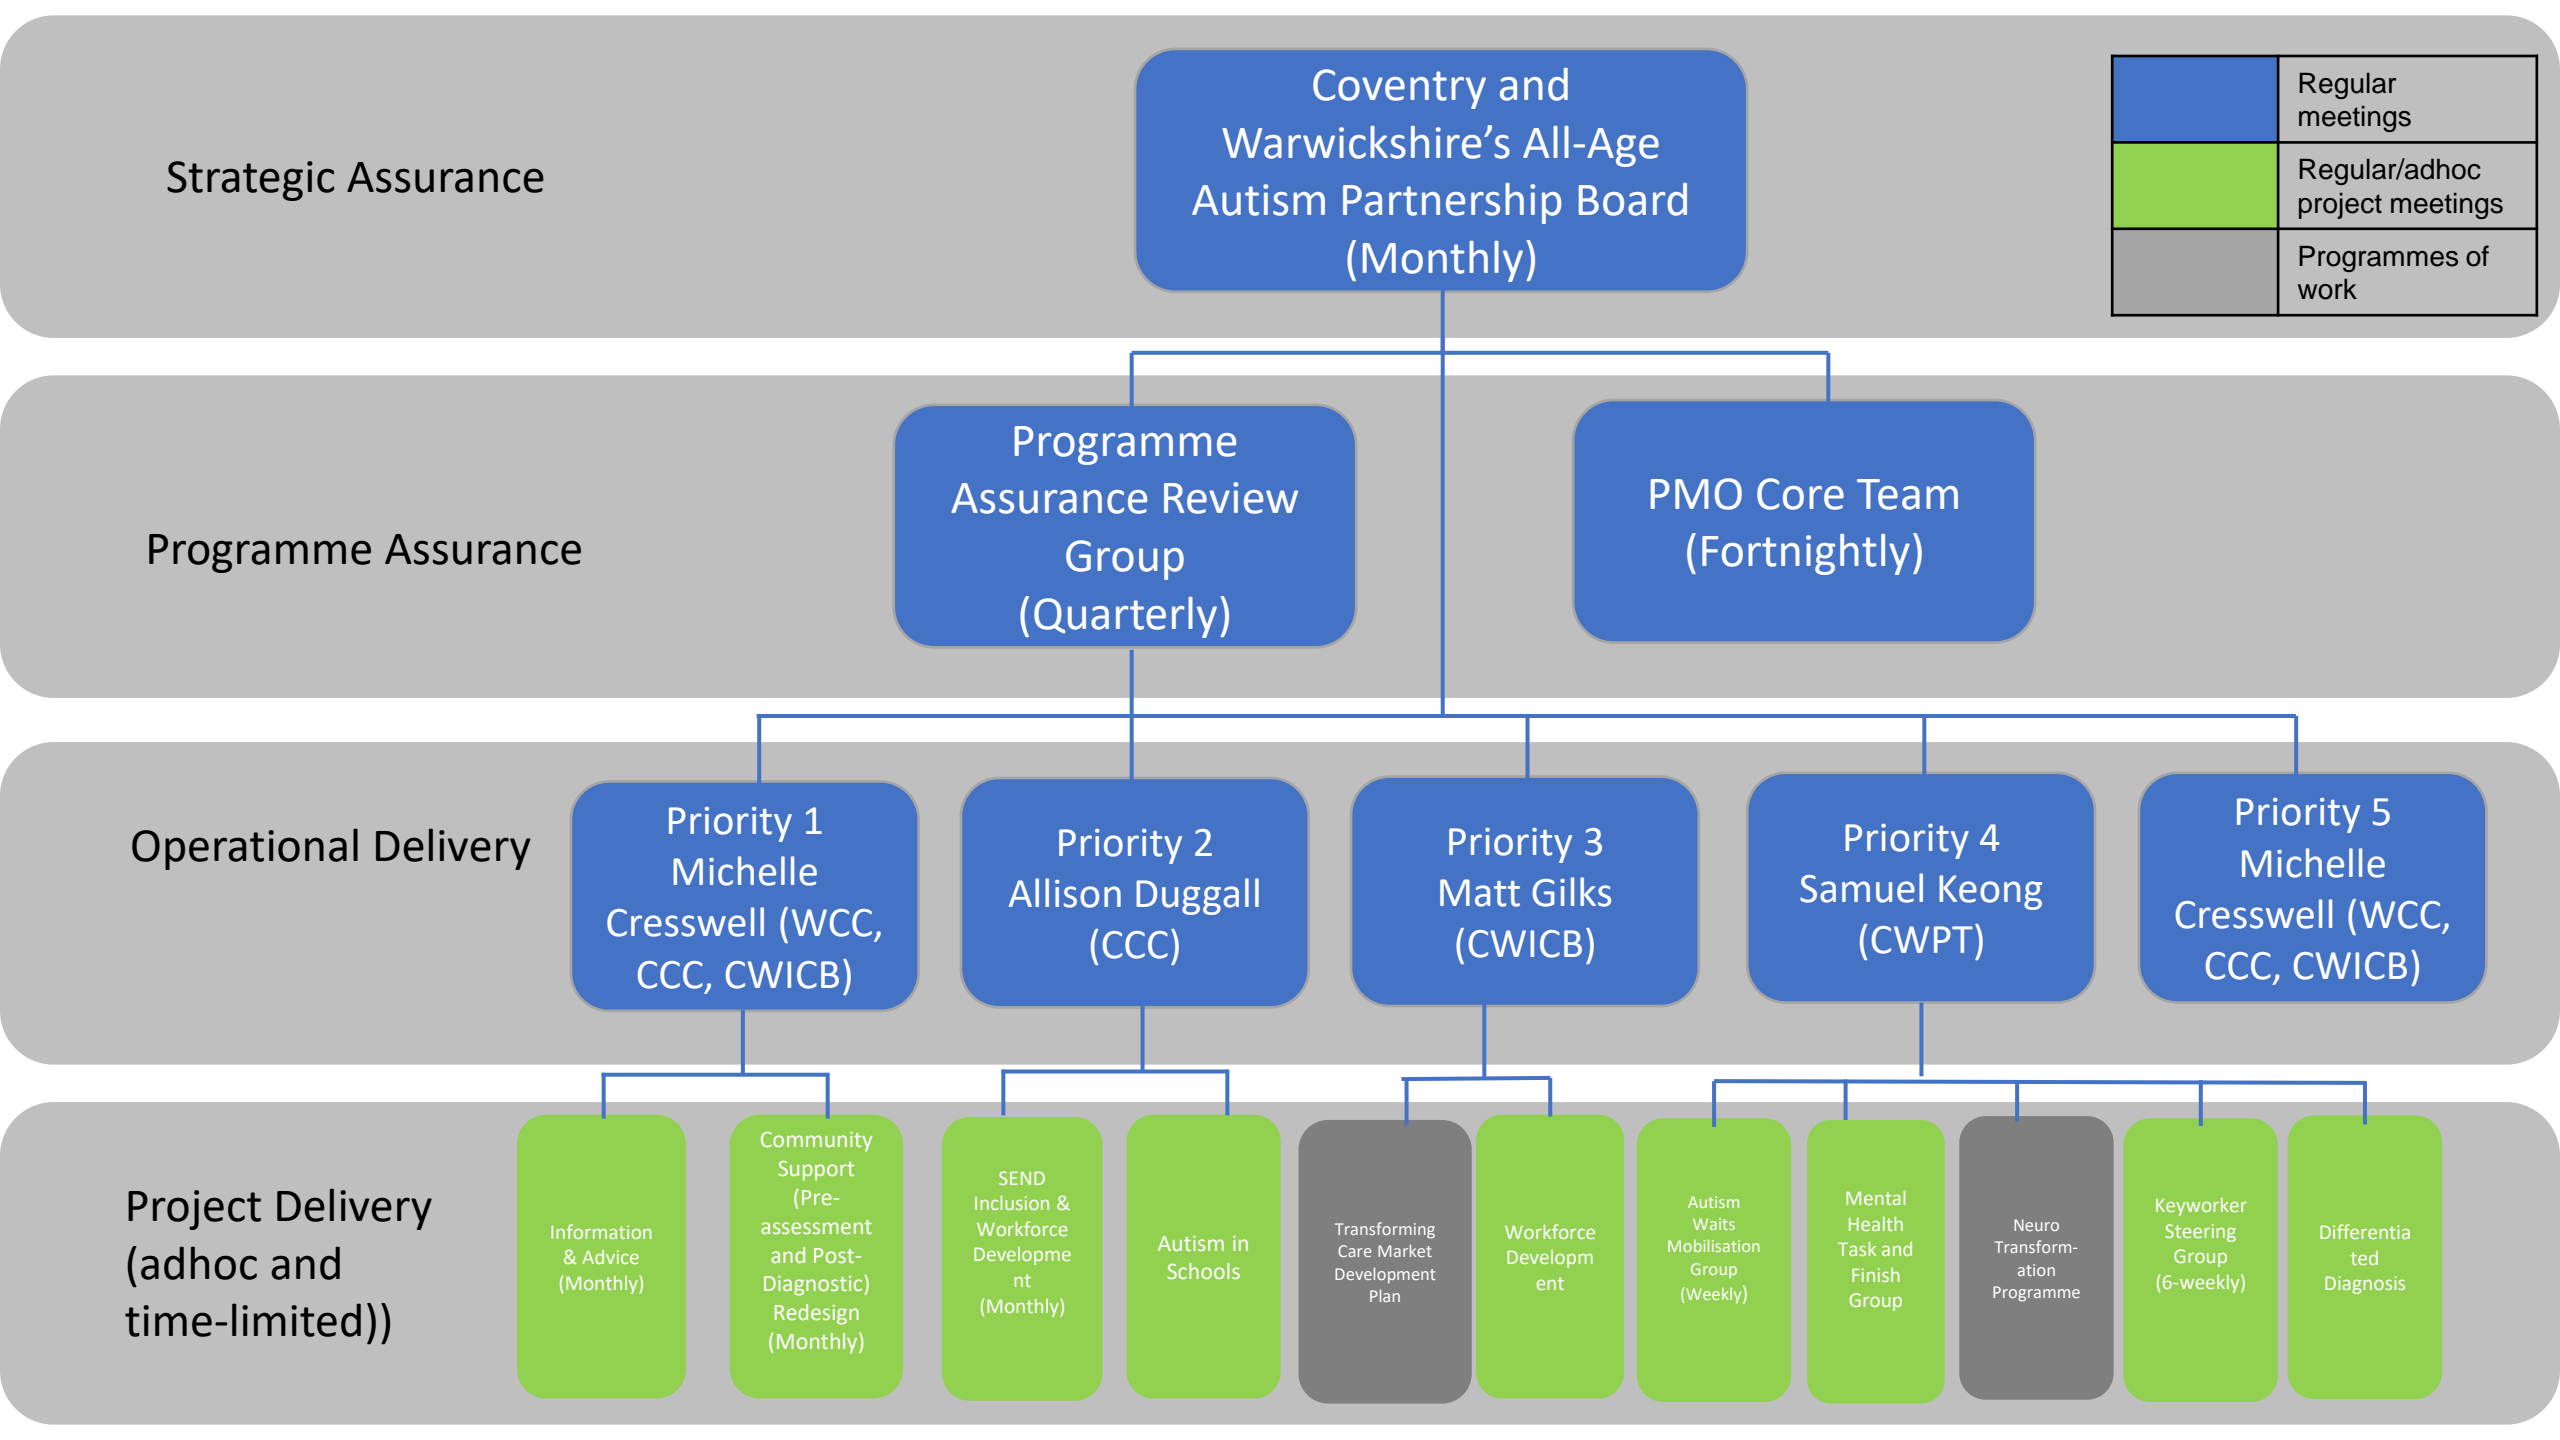 Strategic Assurance
Coventry and
Warwickshire’s All-Age
Autism Partnership Board
(Monthly)
Regular
meetings
Regular/adhoc
project meetings
Programmes of
work
Programme Assurance
Programme
Assurance Review
Group
(Quarterly)
PMO Core Team
(Fortnightly)
Operational Delivery
Priority 1
Michelle
Cresswell (WCC,
CCC, CWICB)
Priority 2
Allison Duggall
(CCC)
Priority 3
Matt Gilks
(CWICB)
Priority 4
Samuel Keong
(CWPT)
Priority 5
Michelle
Cresswell (WCC,
CCC, CWICB)
Project Delivery
(adhoc and
time-limited))
Information
& Advice
(Monthly)
Community
Support
(Pre-
assessment
and Post-
Diagnostic)
Redesign
(Monthly)
SEND
Inclusion &
Workforce
Developme
nt
(Monthly)
Autism in
Schools
Transforming
Care Market
Development
Plan
Workforce
Developm
ent
Autism
Waits
Mobilisation
Group
(Weekly)
Mental
Health
Task and
Finish
Group
Neuro
Transform-
ation
Programme
Keyworker
Steering
Group
(6-weekly)
Differentia
ted
Diagnosis